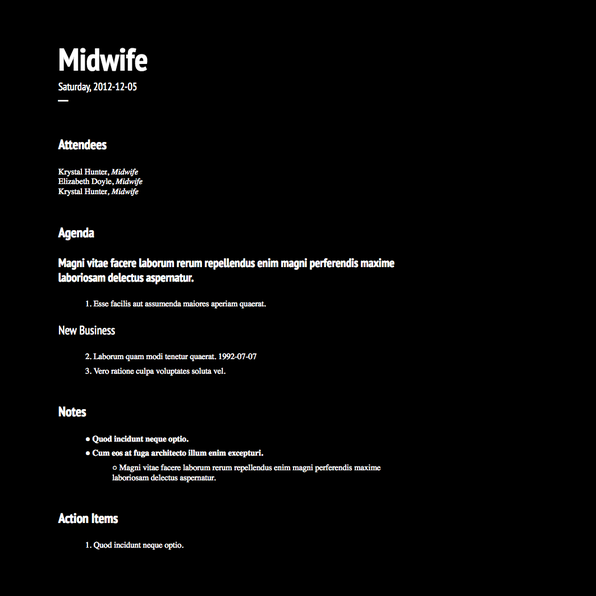 Midwife
Saturday, 2012-12-05
—
Attendees
Krystal Hunter, Midwife
Elizabeth Doyle, Midwife
Krystal Hunter, Midwife
Agenda
Magni vitae facere laborum rerum repellendus enim magni perferendis maxime
laboriosam delectus aspernatur.
1. Esse facilis aut assumenda maiores aperiam quaerat.
New Business
2. Laborum quam modi tenetur quaerat. 1992-07-07
3. Vero ratione culpa voluptates soluta vel.
Notes
● Quod incidunt neque optio.
● Cum eos at fuga architecto illum enim excepturi.
○ Magni vitae facere laborum rerum repellendus enim magni perferendis maxime
laboriosam delectus aspernatur.
Action Items
1. Quod incidunt neque optio.